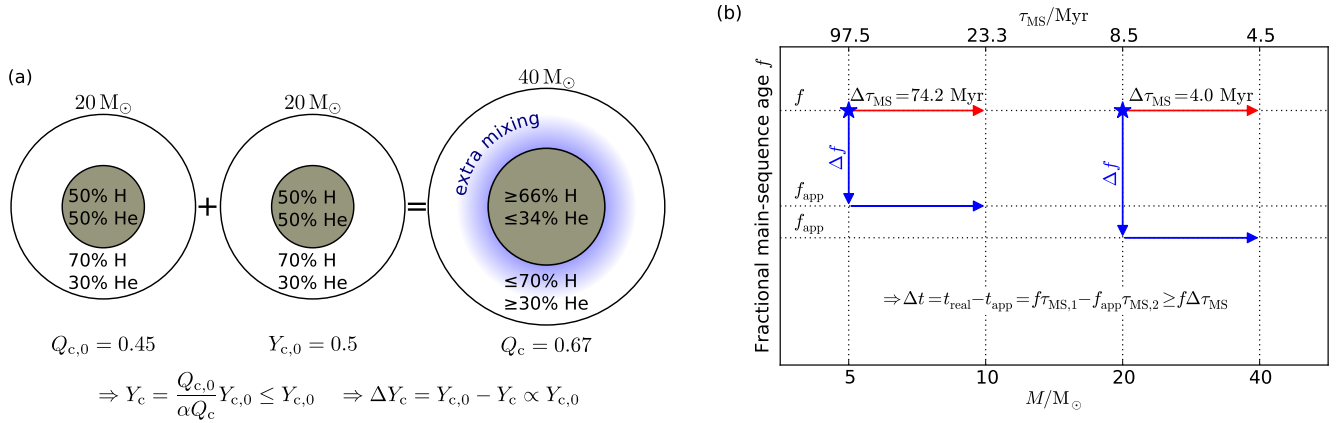 (a)
20 M☉
20 M☉
40 M☉
50% H
50% He
70% H
30% He
+
50% H
50% He
70% H
30% He
=
extra mixing
≥66% H
≤34% He
≤70% H
≥30% He
Q_c,0 = 0.45
Y_c,0 = 0.5
Q_c = 0.67
⇒ Y_c = Q_c,0/(αQ_c) Y_c,0 ≤ Y_c,0 ⇒ ΔY_c = Y_c,0 − Y_c ∝ Y_c,0
(b)
τ_MS/Myr
97.5 23.3 8.5 4.5
Fractional main-sequence age f
f
Δτ_MS=74.2 Myr
Δτ_MS=4.0 Myr
Δf
Δf
f_app
f_app
⇒Δt=t_real−t_app=fτ_MS,1−f_appτ_MS,2≥fΔτ_MS
5 10 20 40
M/M☉